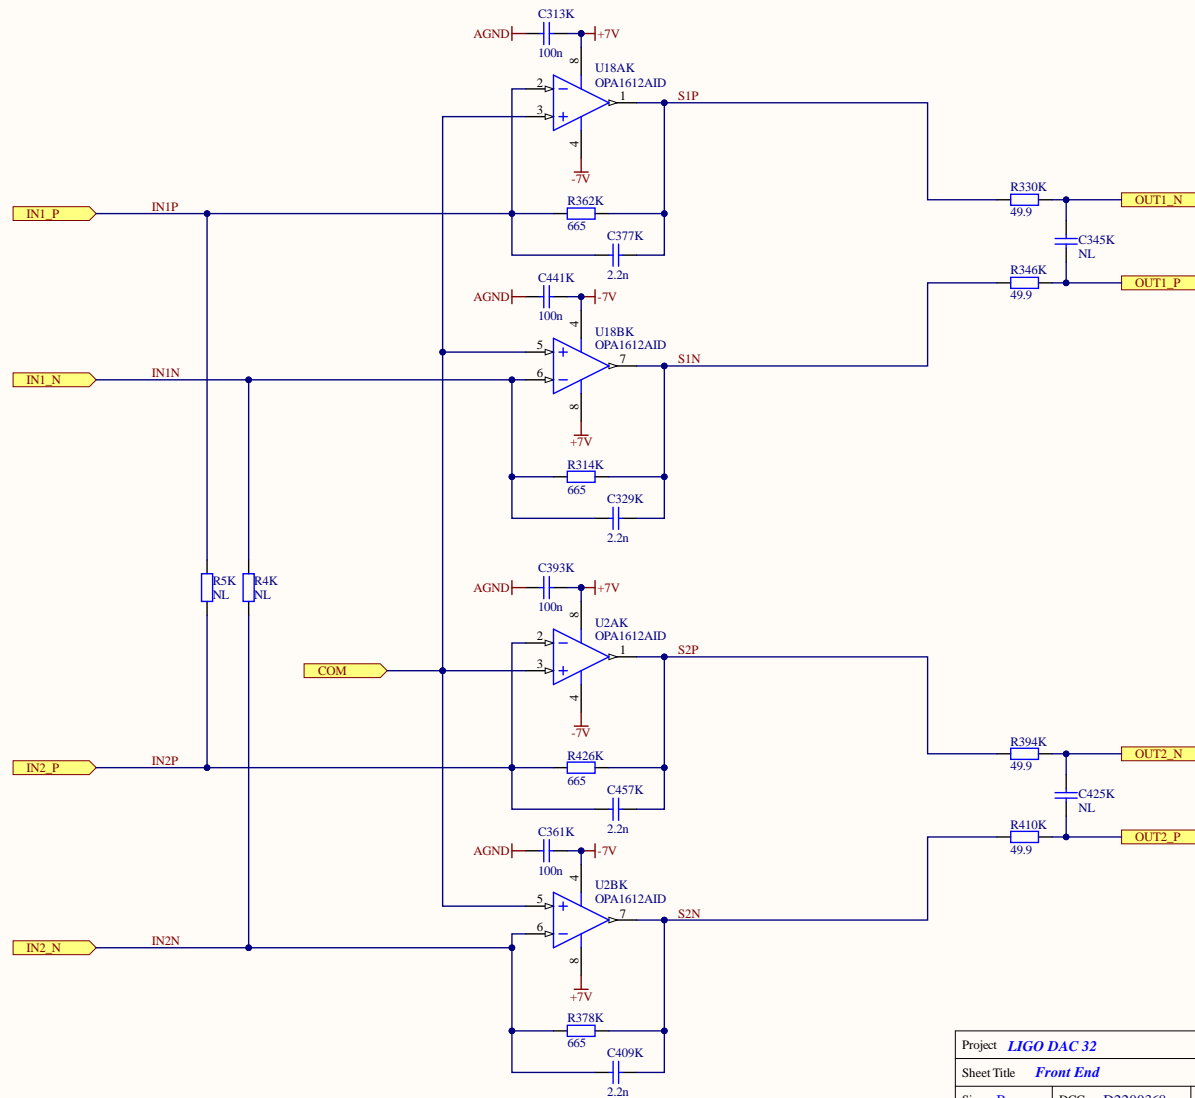 C313K
AGND
+7V
100n
8
U18AK
OPA1612AID
2
3
1
S1P
4
-7V
R330K
49.9
OUT1_N
IN1_P
IN1P
R362K
665
C377K
2.2n
C345K
NL
C441K
AGND
-7V
100n
4
R346K
49.9
OUT1_P
U18BK
OPA1612AID
5
6
7
S1N
IN1_N
IN1N
8
+7V
R314K
665
C329K
2.2n
R5K
NL
R4K
NL
C393K
AGND
+7V
100n
8
U2AK
OPA1612AID
2
3
1
S2P
COM
4
-7V
R394K
49.9
OUT2_N
IN2_P
IN2P
R426K
665
C457K
2.2n
C425K
NL
C361K
AGND
-7V
100n
4
R410K
49.9
OUT2_P
U2BK
OPA1612AID
5
6
7
S2N
IN2_N
IN2N
8
+7V
R378K
665
C409K
2.2n
Project LIGO DAC 32
Sheet Title Front End